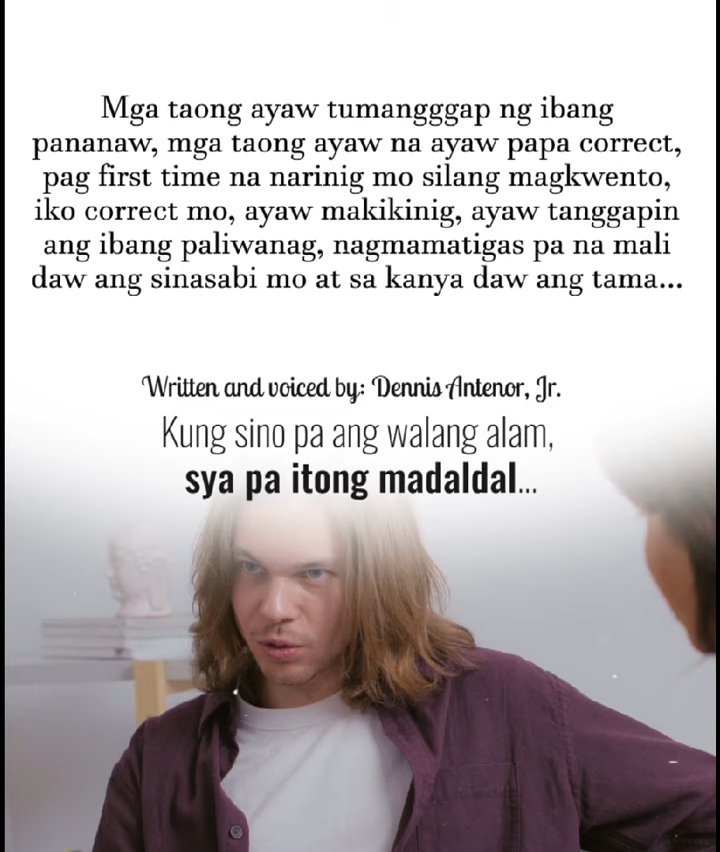 Mga taong ayaw tumangggap ng ibang
pananaw, mga taong ayaw na ayaw papa correct,
pag first time na narinig mo silang magkwento,
iko correct mo, ayaw makikinig, ayaw tanggapin
ang ibang paliwanag, nagmamatigas pa na mali
daw ang sinasabi mo at sa kanya daw ang tama...
Written and voiced by: Dennis Antenor, Jr.
Kung sino pa ang walang alam,
sya pa itong madaldal...